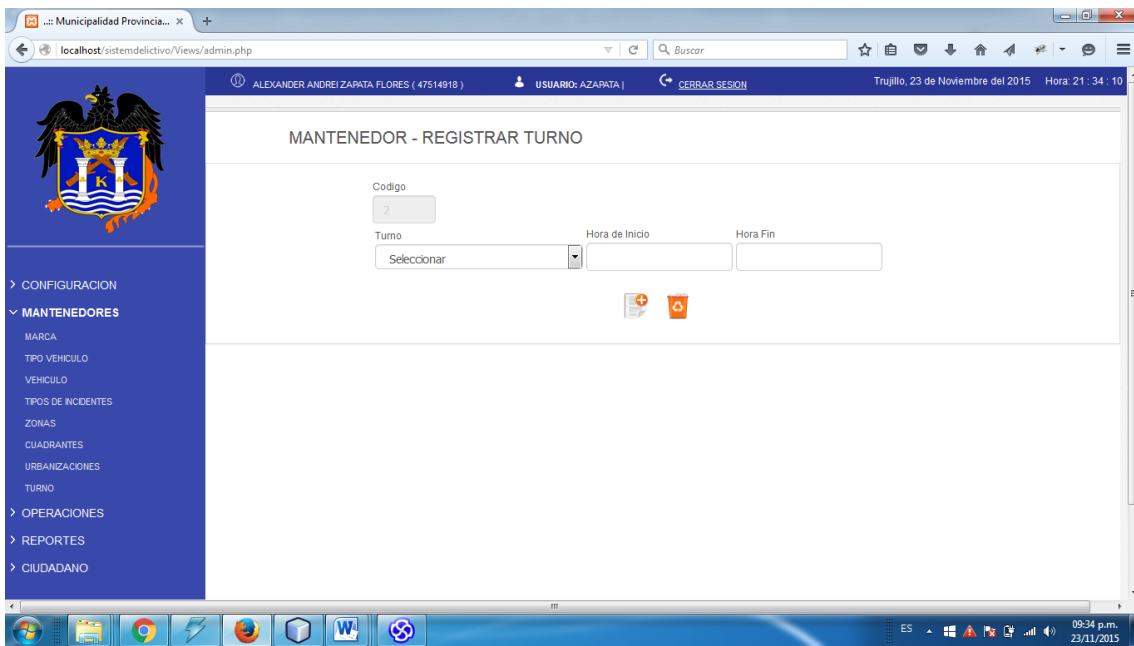 ..:: Municipalidad Provincia... × +
localhost/sistemdelictivo/Views/admin.php
Buscar
ALEXANDER ANDREI ZAPATA FLORES ( 47514918 ) USUARIO: AZAPATA | CERRAR SESION Trujillo, 23 de Noviembre del 2015 Hora: 21 : 34 : 10
K
MANTENEDOR - REGISTRAR TURNO
Codigo
2
Turno Hora de Inicio Hora Fin
Seleccionar
> CONFIGURACION
MANTENEDORES
MARCA
TIPO VEHICULO
VEHICULO
TIPOS DE INCIDENTES
ZONAS
CUADRANTES
URBANIZACIONES
TURNO
> OPERACIONES
> REPORTES
> CIUDADANO
ES 09:34 p.m.
23/11/2015